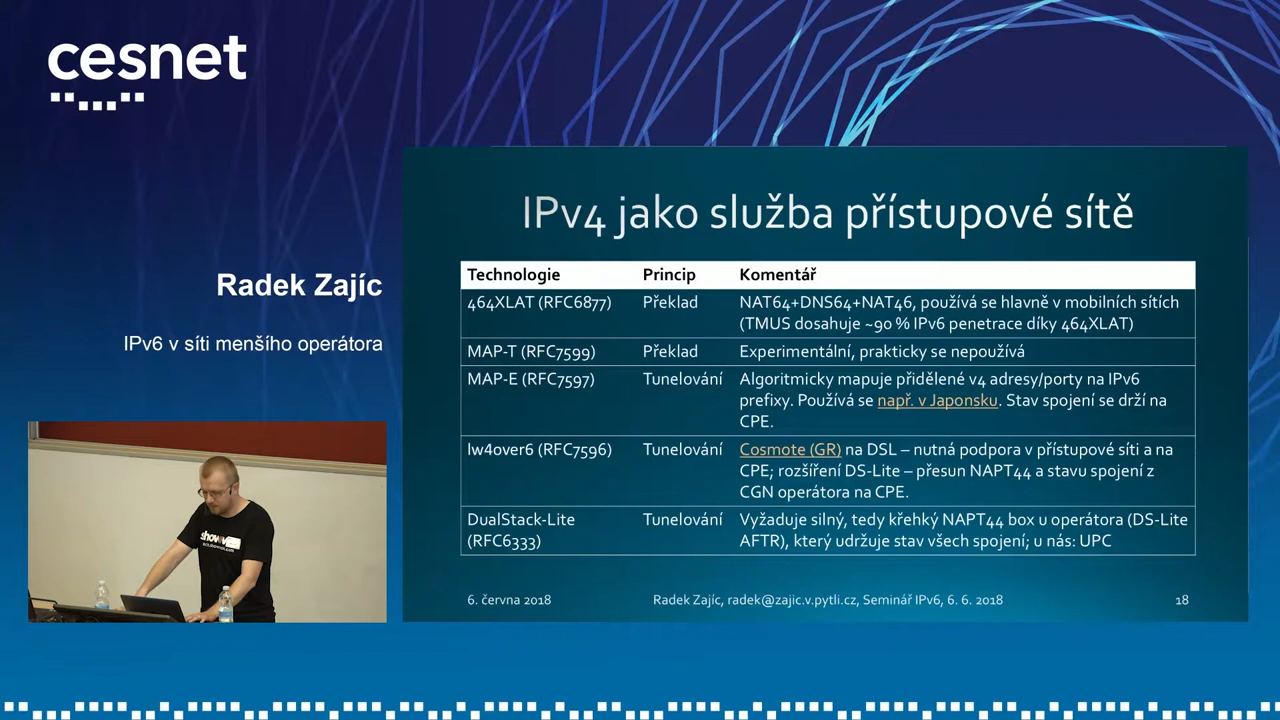 cesnet
Radek Zajíc
IPv6 v síti menšího operátora
IPv4 jako služba přístupové sítě
Technologie Princip Komentář
464XLAT (RFC6877) Překlad NAT64+DNS64+NAT46, používá se hlavně v mobilních sítích
(TMUS dosahuje ~90 % IPv6 penetrace díky 464XLAT)
MAP-T (RFC7599) Překlad Experimentální, prakticky se nepoužívá
MAP-E (RFC7597) Tunelování Algoritmicky mapuje přidělené v4 adresy/porty na IPv6
prefixy. Používá se např. v Japonsku. Stav spojení se drží na
CPE.
lw4over6 (RFC7596) Tunelování Cosmote (GR) na DSL – nutná podpora v přístupové síti a na
CPE; rozšíření DS-Lite – přesun NAPT44 a stavu spojení z
CGN operátora na CPE.
DualStack-Lite Tunelování Vyžaduje silný, tedy křehký NAPT44 box u operátora (DS-Lite
(RFC6333) AFTR), který udržuje stav všech spojení; u nás: UPC
6. června 2018 Radek Zajíc, radek@zajic.v.pytli.cz, Seminář IPv6, 6. 6. 2018 18